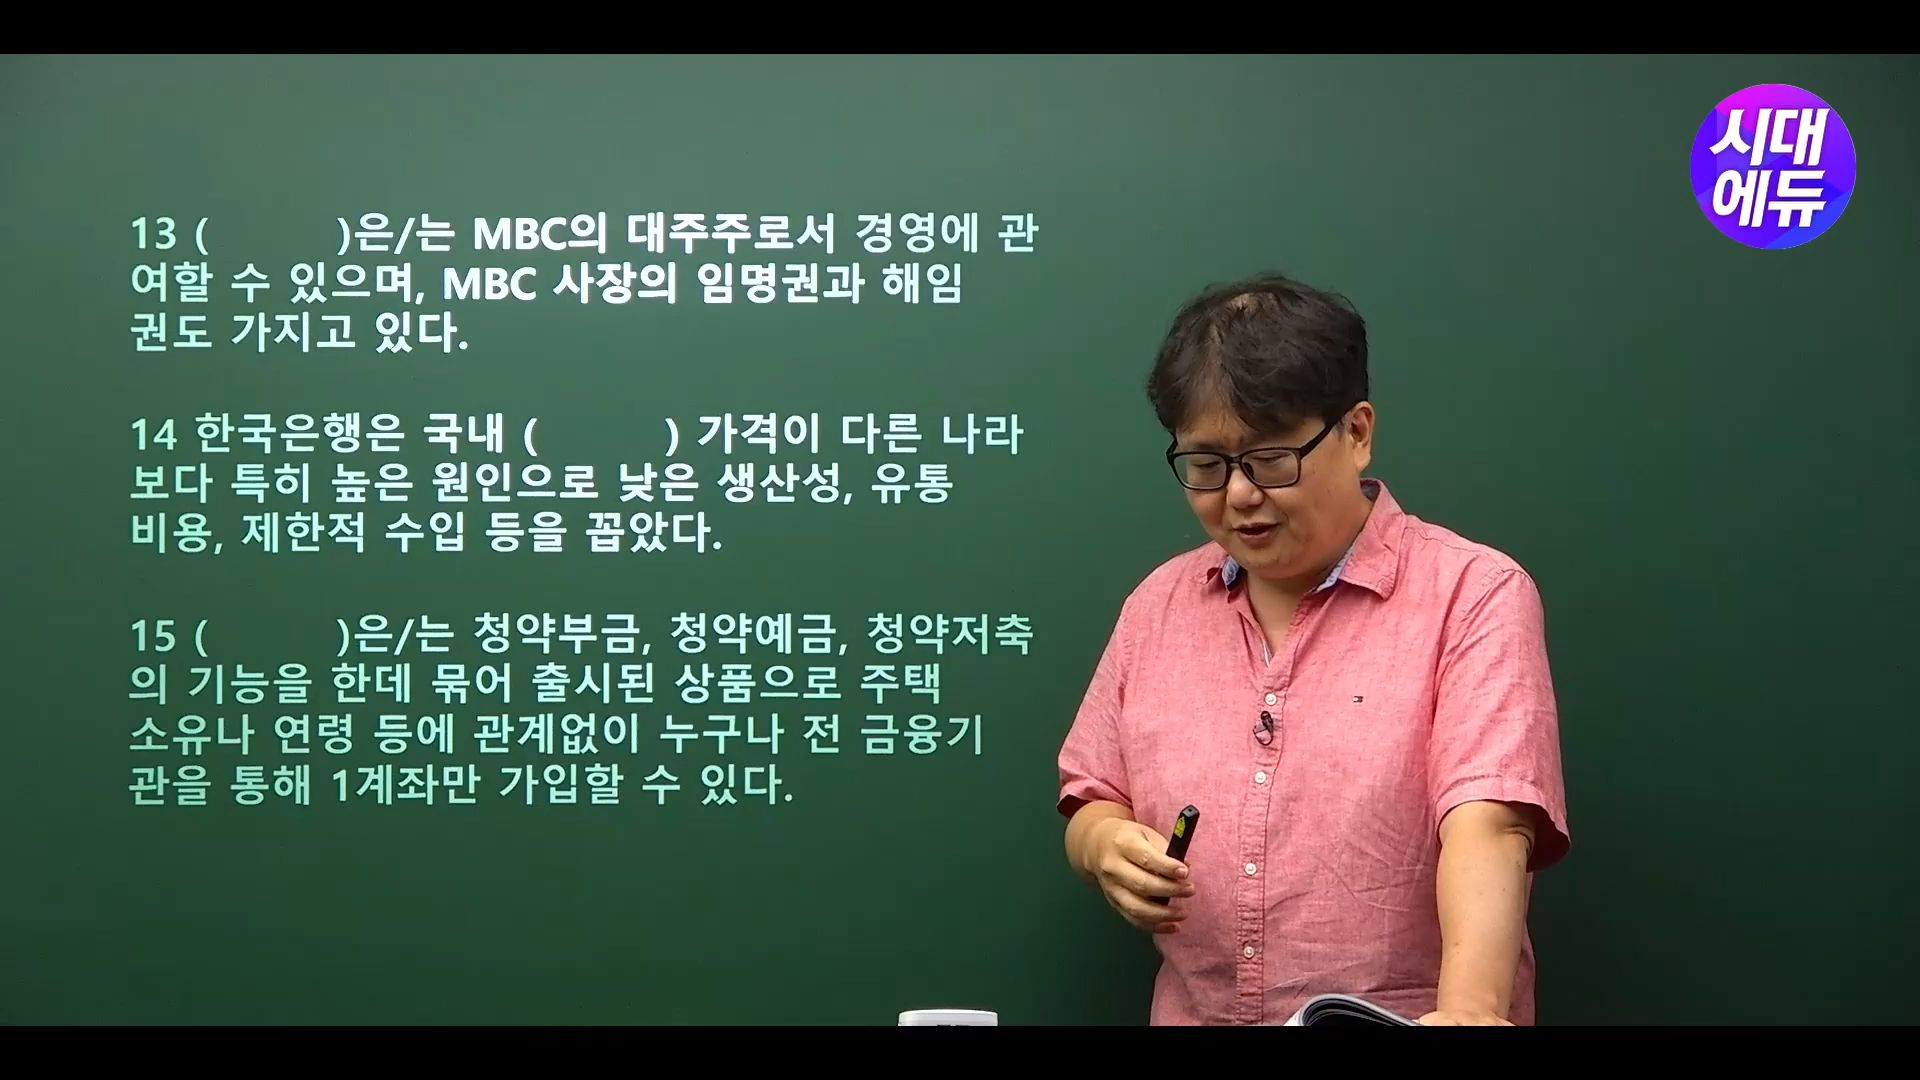 시대
에듀
13 (          )은/는 MBC의 대주주로서 경영에 관
여할 수 있으며, MBC 사장의 임명권과 해임
권도 가지고 있다.
14 한국은행은 국내 (          ) 가격이 다른 나라
보다 특히 높은 원인으로 낮은 생산성, 유통
비용, 제한적 수입 등을 꼽았다.
15 (          )은/는 청약부금, 청약예금, 청약저축
의 기능을 한데 묶어 출시된 상품으로 주택
소유나 연령 등에 관계없이 누구나 전 금융기
관을 통해 1계좌만 가입할 수 있다.